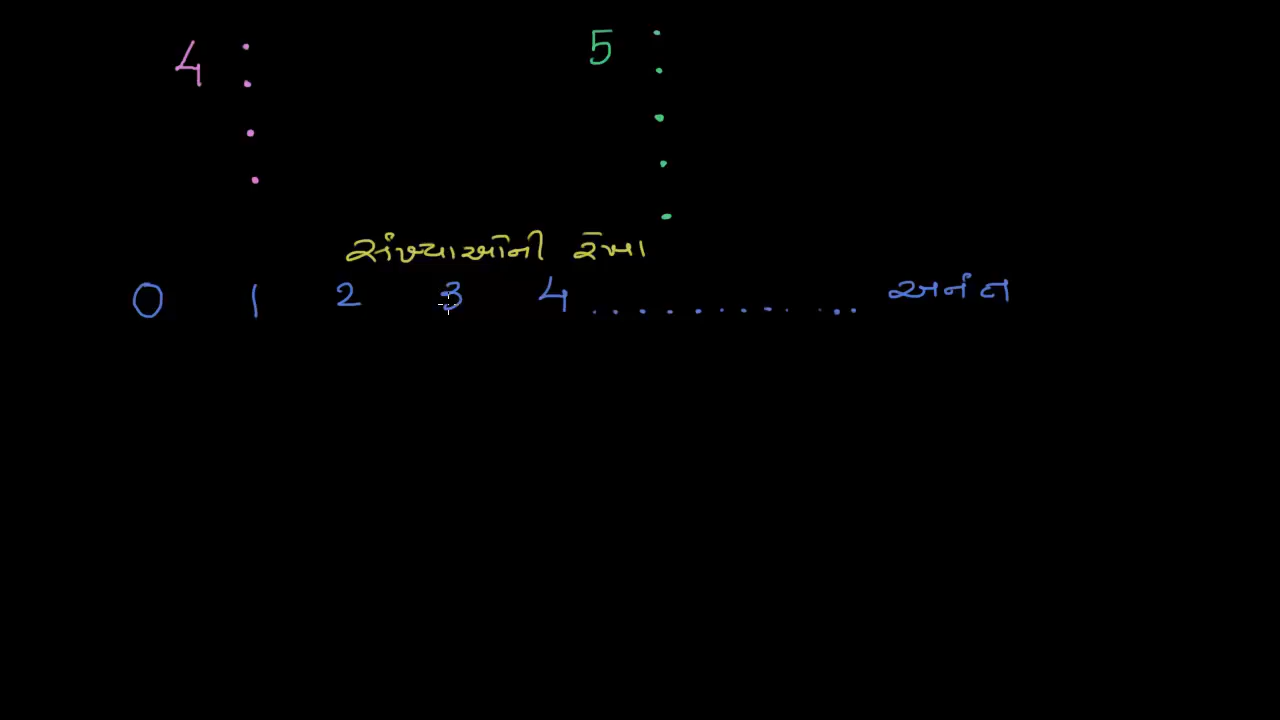 4
5
સંખ્યાઓની રેખા
0 1 2 3 4 ................ અનંત